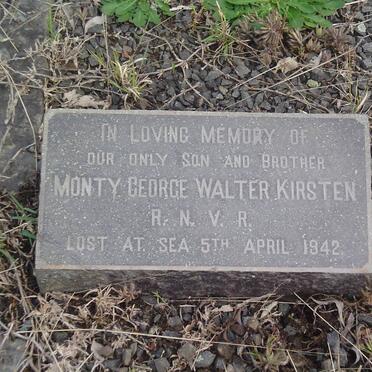 IN LOVING MEMORY OF
OUR ONLY SON AND BROTHER
MONTY GEORGE WALTER KIRSTEN
R. N. V. R.
LOST AT SEA 5TH APRIL 1942.